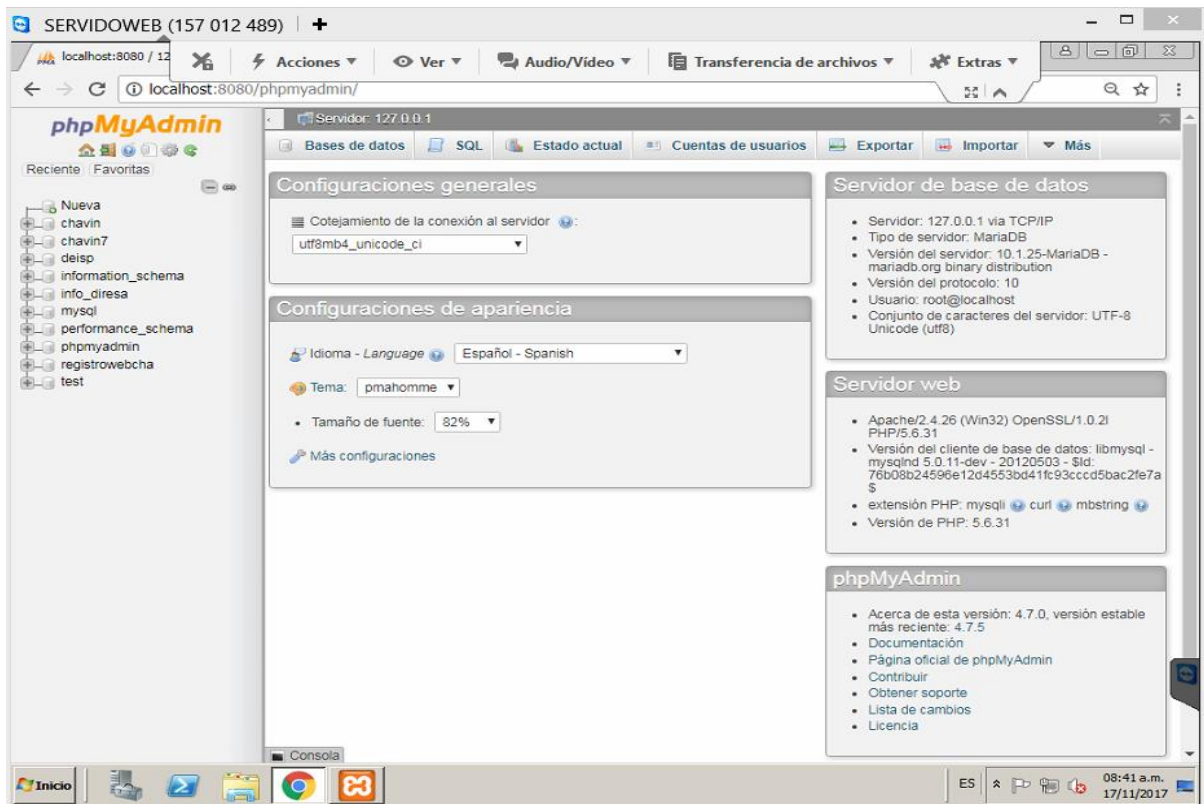 SERVIDOWEB (157 012 489)
localhost:8080 / 12
Acciones
Ver
Audio/Vídeo
Transferencia de archivos
Extras
localhost:8080/phpmyadmin/
phpMyAdmin
Reciente
Favoritas
Nueva
chavin
chavin7
deisp
information_schema
info_diresa
mysql
performance_schema
phpmyadmin
registrowebcha
test
Servidor: 127.0.0.1
Bases de datos
SQL
Estado actual
Cuentas de usuarios
Exportar
Importar
Más
Configuraciones generales
Cotejamiento de la conexión al servidor :
utf8mb4_unicode_ci
Configuraciones de apariencia
Idioma - Language
Español - Spanish
Tema:
pmahomme
Tamaño de fuente:
82%
Más configuraciones
Servidor de base de datos
Servidor: 127.0.0.1 via TCP/IP
Tipo de servidor: MariaDB
Versión del servidor: 10.1.25-MariaDB -
mariadb.org binary distribution
Versión del protocolo: 10
Usuario: root@localhost
Conjunto de caracteres del servidor: UTF-8
Unicode (utf8)
Servidor web
Apache/2.4.26 (Win32) OpenSSL/1.0.2l
PHP/5.6.31
Versión del cliente de base de datos: libmysql -
mysqlnd 5.0.11-dev - 20120503 - $Id:
76b08b24596e12d4553bd41fc93cccd5bac2fe7a
$
extensión PHP: mysqli curl mbstring
Versión de PHP: 5.6.31
phpMyAdmin
Acerca de esta versión: 4.7.0, versión estable
más reciente: 4.7.5
Documentación
Página oficial de phpMyAdmin
Contribuir
Obtener soporte
Lista de cambios
Licencia
Consola
Inicio
ES
08:41 a.m.
17/11/2017